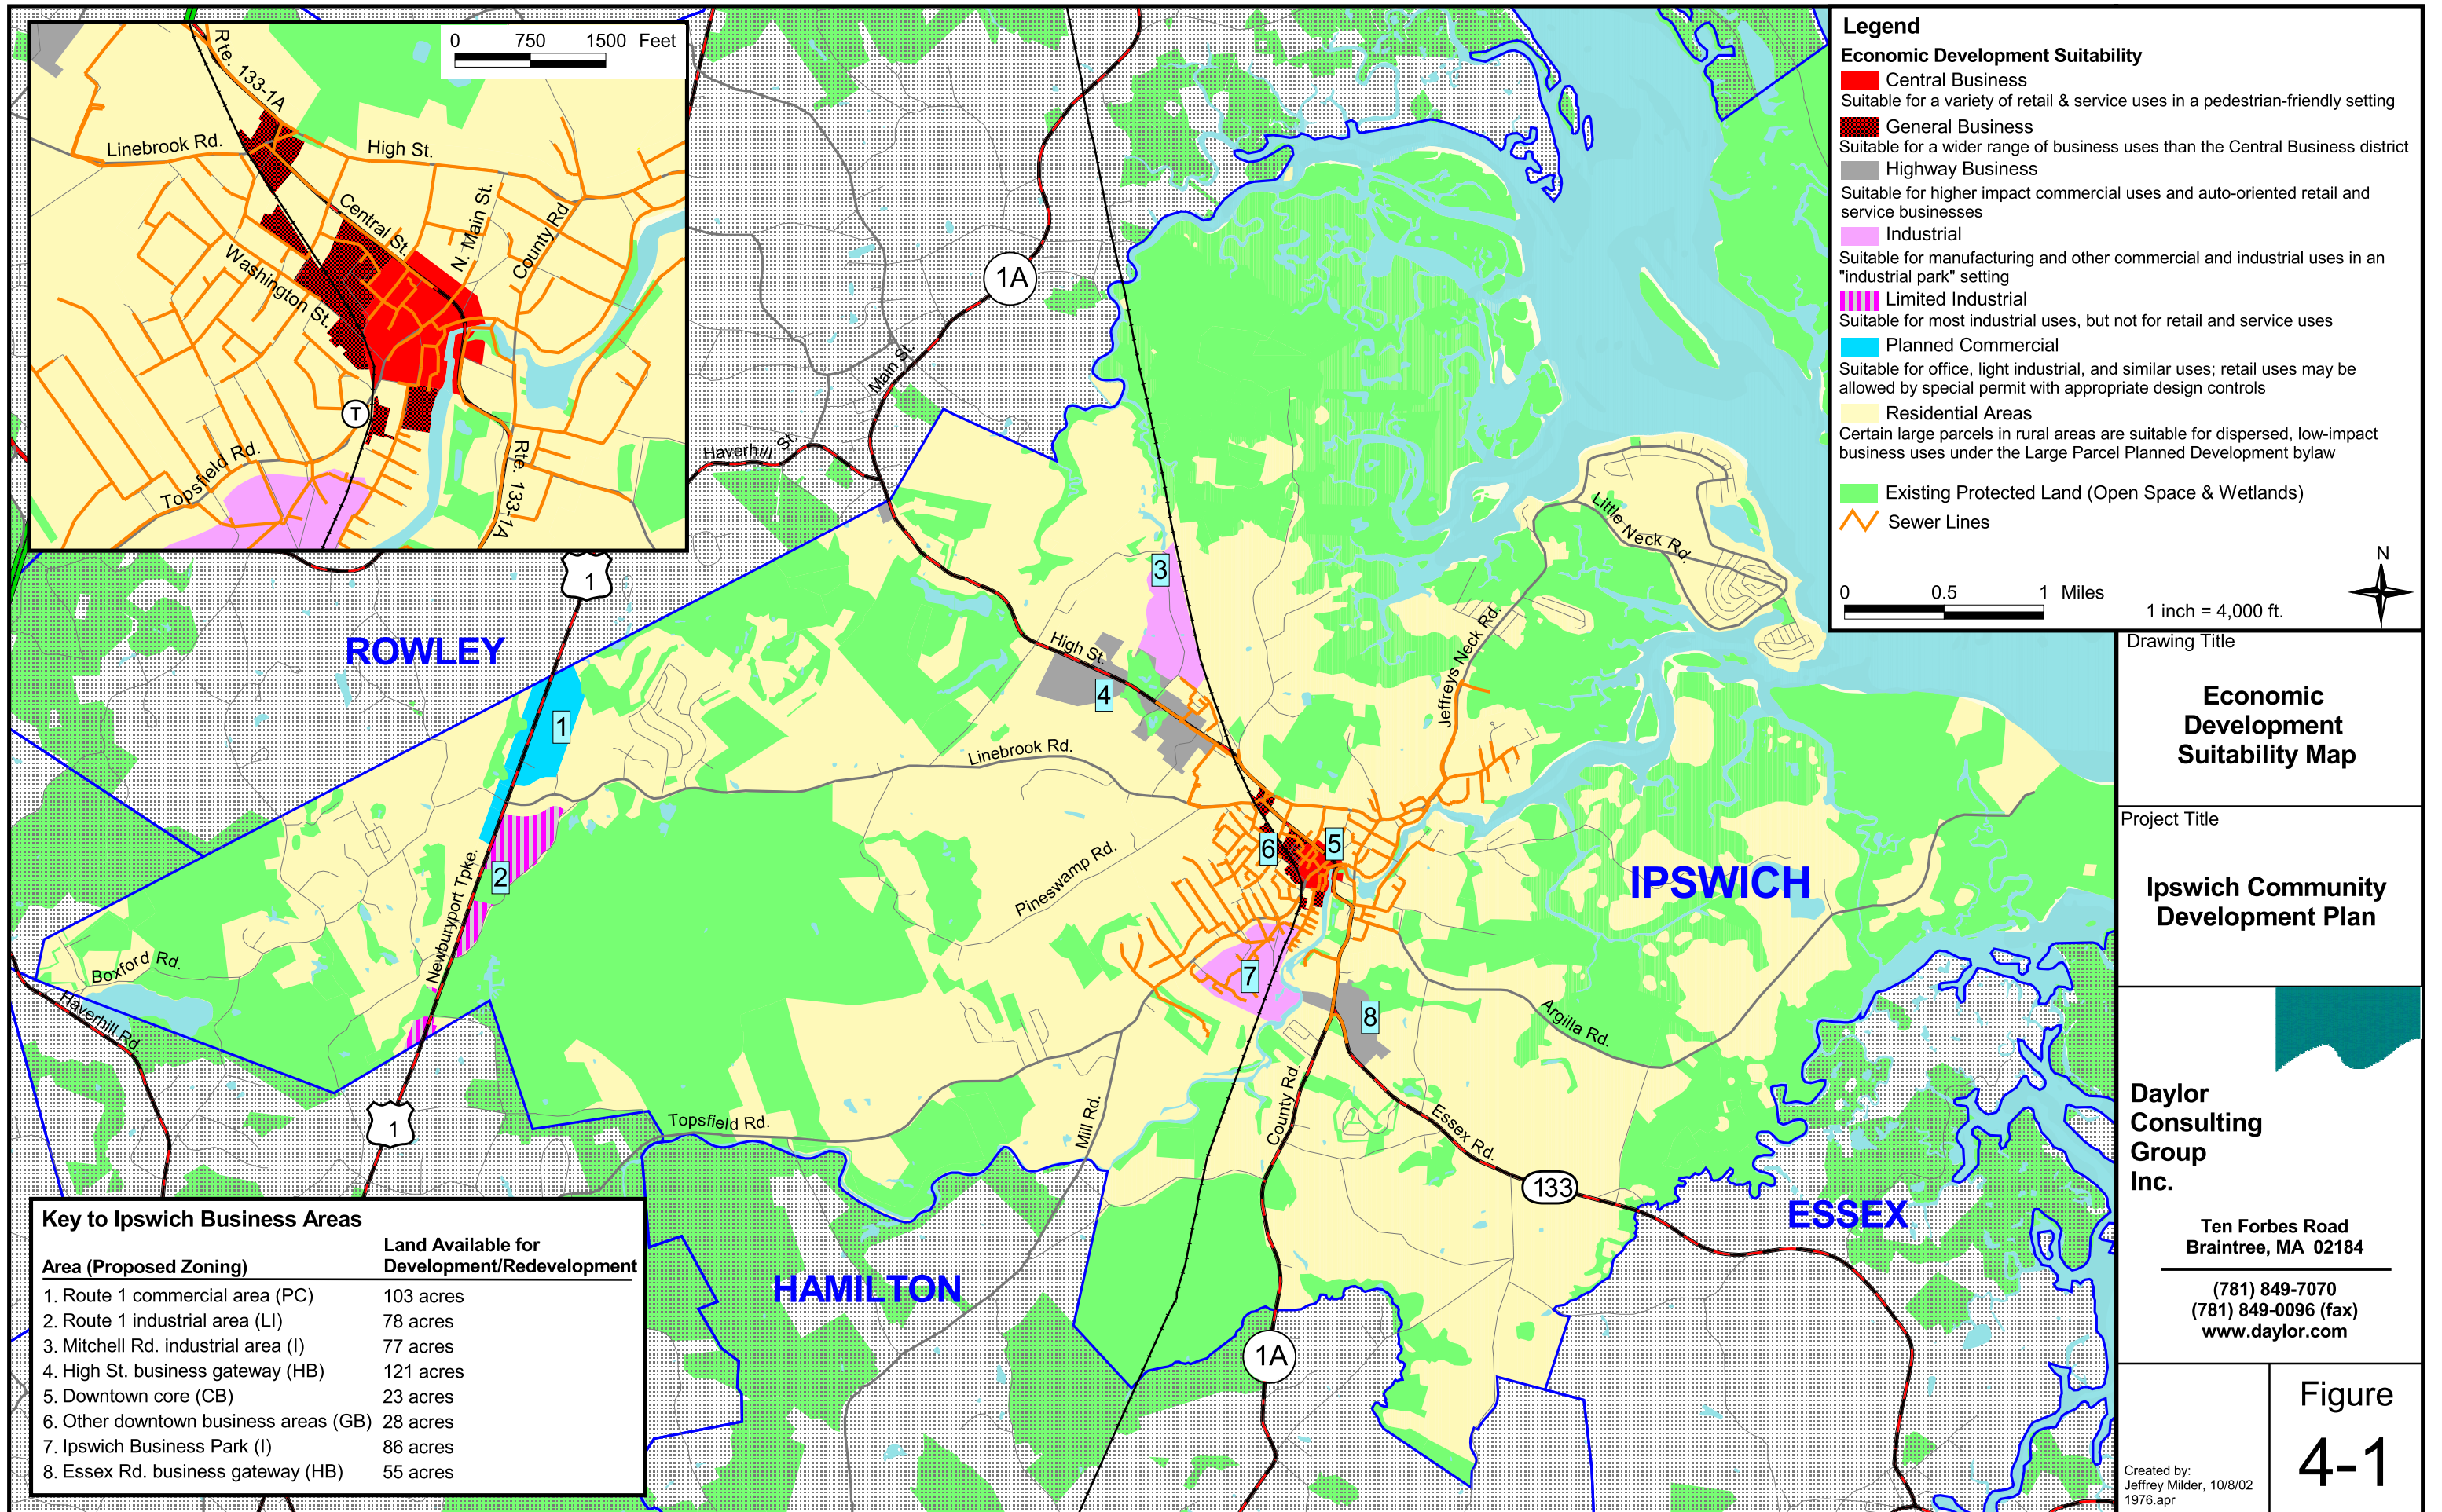 0 750 1500 Feet
Rte. 133-1A
Linebrook Rd.
High St.
Central St.
N. Main St.
County Rd
Washington St.
T
Topsfield Rd.
Rte. 133-1A
Legend
Economic Development Suitability
Central Business
Suitable for a variety of retail & service uses in a pedestrian-friendly setting
General Business
Suitable for a wider range of business uses than the Central Business district
Highway Business
Suitable for higher impact commercial uses and auto-oriented retail and
service businesses
Industrial
Suitable for manufacturing and other commercial and industrial uses in an
"industrial park" setting
Limited Industrial
Suitable for most industrial uses, but not for retail and service uses
Planned Commercial
Suitable for office, light industrial, and similar uses; retail uses may be
allowed by special permit with appropriate design controls
Residential Areas
Certain large parcels in rural areas are suitable for dispersed, low-impact
business uses under the Large Parcel Planned Development bylaw
Existing Protected Land (Open Space & Wetlands)
Sewer Lines
N
0 0.5 1 Miles
1 inch = 4,000 ft.
1A
Main St.
Haverhill St.
Little Neck Rd.
1
3
ROWLEY
High St.
4
Jeffreys Neck Rd.
1
Linebrook Rd.
2
Newburyport Tpke.
Pineswamp Rd.
6
5
IPSWICH
7
8
Boxford Rd.
Haverhill Rd.
Argilla Rd.
1
Topsfield Rd.
Mill Rd.
County Rd.
Essex Rd.
133
ESSEX
HAMILTON
1A
Key to Ipswich Business Areas
Area (Proposed Zoning) Land Available for
Development/Redevelopment
1. Route 1 commercial area (PC) 103 acres
2. Route 1 industrial area (LI) 78 acres
3. Mitchell Rd. industrial area (I) 77 acres
4. High St. business gateway (HB) 121 acres
5. Downtown core (CB) 23 acres
6. Other downtown business areas (GB) 28 acres
7. Ipswich Business Park (I) 86 acres
8. Essex Rd. business gateway (HB) 55 acres
Drawing Title
Economic
Development
Suitability Map
Project Title
Ipswich Community
Development Plan
Daylor
Consulting
Group
Inc.
Ten Forbes Road
Braintree, MA 02184
(781) 849-7070
(781) 849-0096 (fax)
www.daylor.com
Created by:
Jeffrey Milder, 10/8/02
1976.apr
Figure
4-1